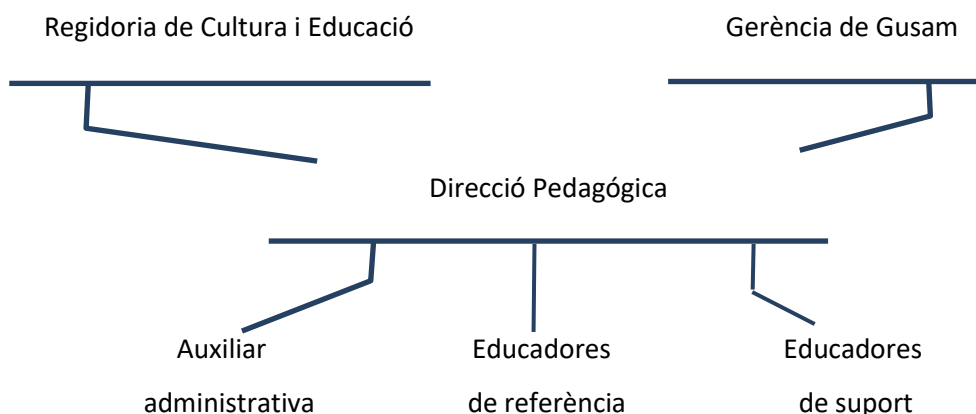 Regidoria de Cultura i Educació
Gerència de Gusam
Direcció Pedagógica
Auxiliar
administrativa
Educadores
de referència
Educadores
de suport